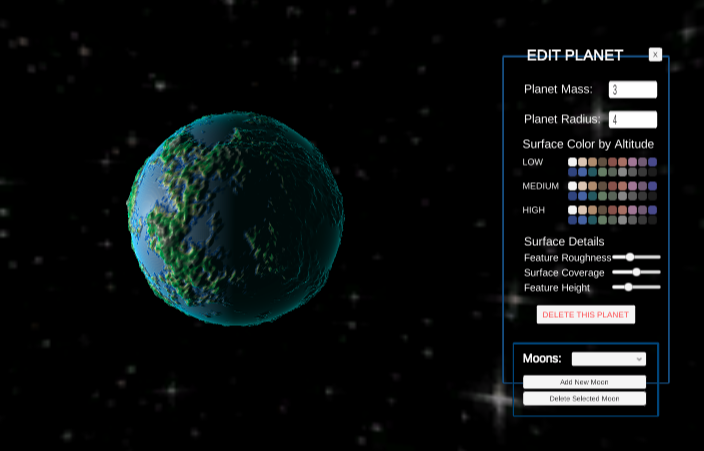 EDIT PLANET
x
Planet Mass: 3
Planet Radius: 4
Surface Color by Altitude
LOW
MEDIUM
HIGH
Surface Details
Feature Roughness
Surface Coverage
Feature Height
DELETE THIS PLANET
Moons:
Add New Moon
Delete Selected Moon